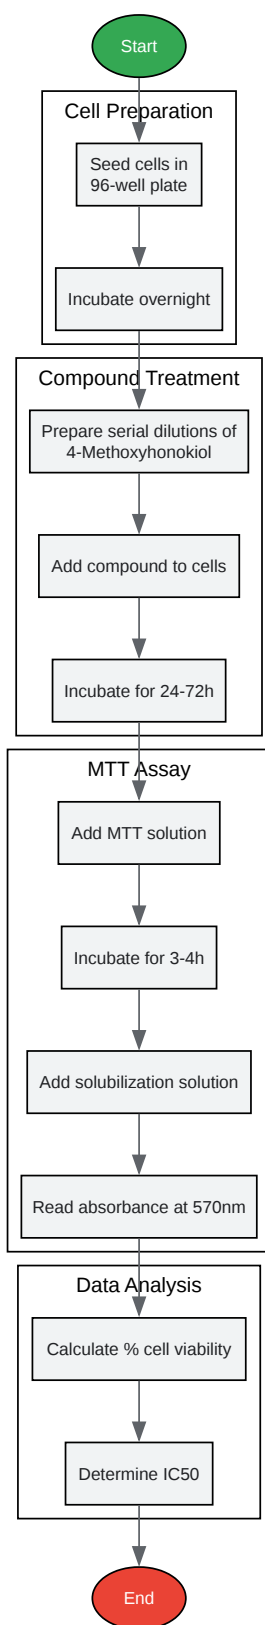 Start
Cell Preparation
Seed cells in
96-well plate
Incubate overnight
Compound Treatment
Prepare serial dilutions of
4-Methoxyhonokiol
Add compound to cells
Incubate for 24-72h
MTT Assay
Add MTT solution
Incubate for 3-4h
Add solubilization solution
Read absorbance at 570nm
Data Analysis
Calculate % cell viability
Determine IC50
End